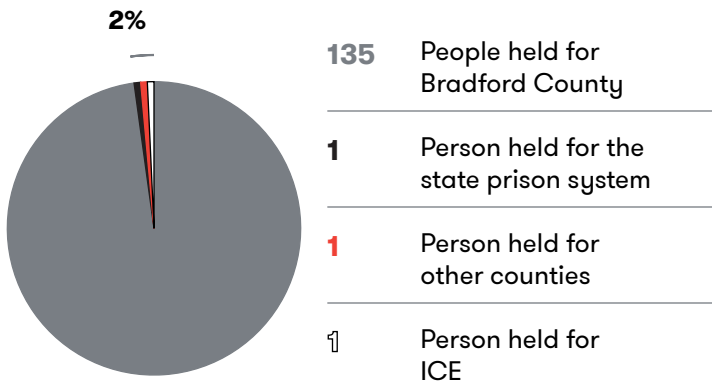 2%
135 People held for
Bradford County
1 Person held for the
state prison system
1 Person held for
other counties
1 Person held for
ICE